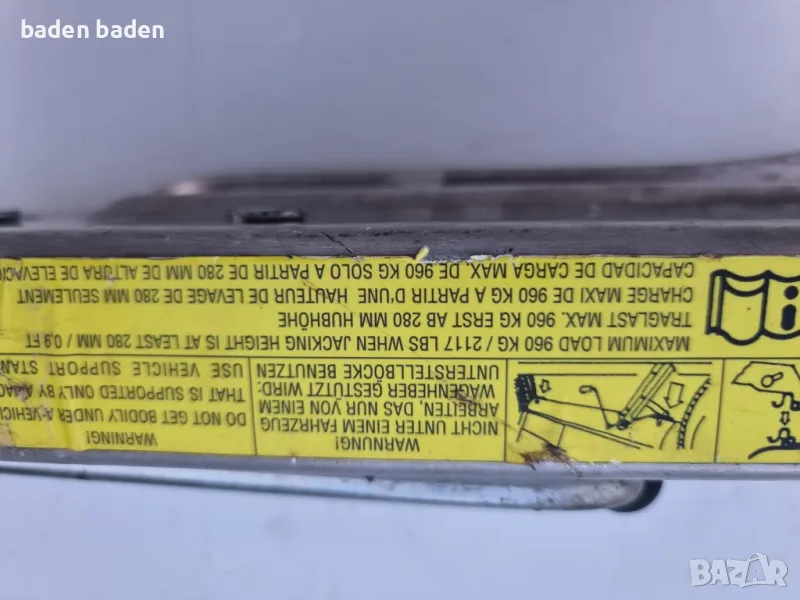 baden baden
WARNING!
DO NOT GET BODILY UNDER A VEHICLE
THAT IS SUPPORTED ONLY BY A JACK
USE VEHICLE SUPPORT STAN
WARNUNG!
NICHT UNTER EINEM FAHRZEUG
ARBEITEN, DAS NUR VON EINEM
WAGENHEBER GESTÜTZT WIRD:
UNTERSTELLBÖCKE BENUTZEN
MAXIMUM LOAD 960 KG / 2117 LBS WHEN JACKING HEIGHT IS AT LEAST 280 MM / 0.9 FT
TRAGLAST MAX. 960 KG ERST AB 280 MM HUBHÖHE
CHARGE MAXI DE 960 KG A PARTIR D'UNE HAUTEUR DE LEVAGE DE 280 MM SEULEMENT
CAPACIDAD DE CARGA MAX. DE 960 KG SOLO A PARTIR DE 280 MM DE ALTURA DE ELEVACIO
BAZAR